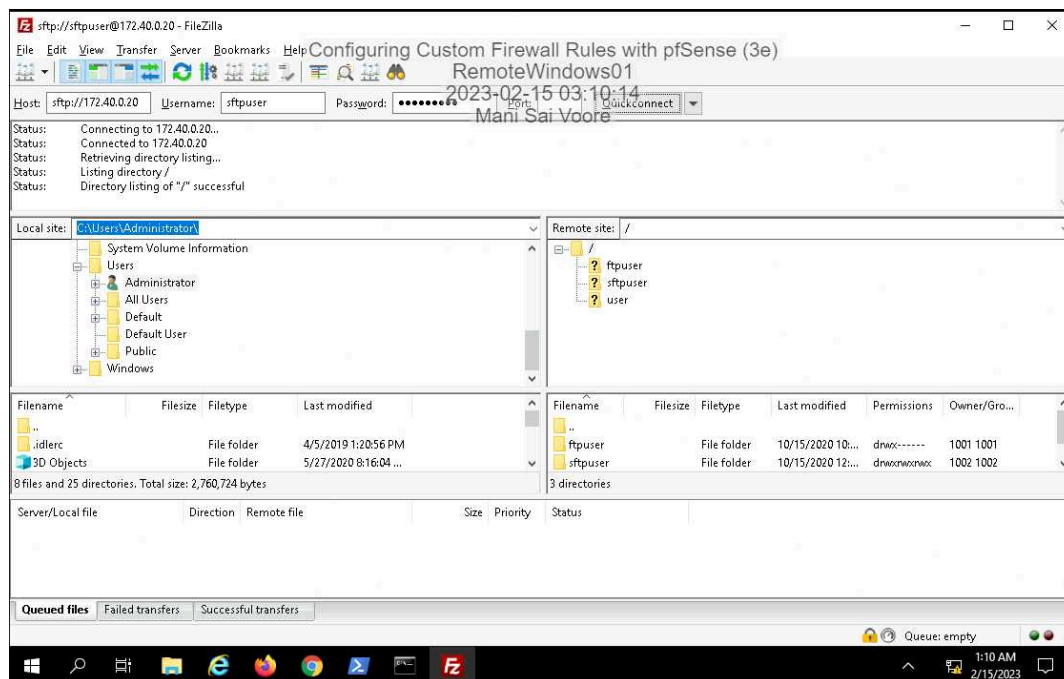 sftp://sftpuser@172.40.0.20 - FileZilla
File Edit View Transfer Server Bookmarks Help
Configuring Custom Firewall Rules with pfSense (3e)
RemoteWindows01
2023-02-15 03:10:14
Mani Sai Voore
Host: sftp://172.40.0.20 Username: sftpuser Password: Port: Quickconnect
Status: Connecting to 172.40.0.20...
Status: Connected to 172.40.0.20
Status: Retrieving directory listing...
Status: Listing directory /
Status: Directory listing of "/" successful
Local site: C:\Users\Administrator\
System Volume Information
Users
Administrator
All Users
Default
Default User
Public
Windows
Remote site: /
/
ftpuser
sftpuser
user
Filename Filesize Filetype Last modified
..
.idlerc File folder 4/5/2019 1:20:56 PM
3D Objects File folder 5/27/2020 8:16:04 ...
8 files and 25 directories. Total size: 2,760,724 bytes
Filename Filesize Filetype Last modified Permissions Owner/Gro...
..
ftpuser File folder 10/15/2020 10:... drwx------ 1001 1001
sftpuser File folder 10/15/2020 12:... drwxrwxrwx 1002 1002
3 directories
Server/Local file Direction Remote file Size Priority Status
Queued files Failed transfers Successful transfers
Queue: empty
1:10 AM
2/15/2023